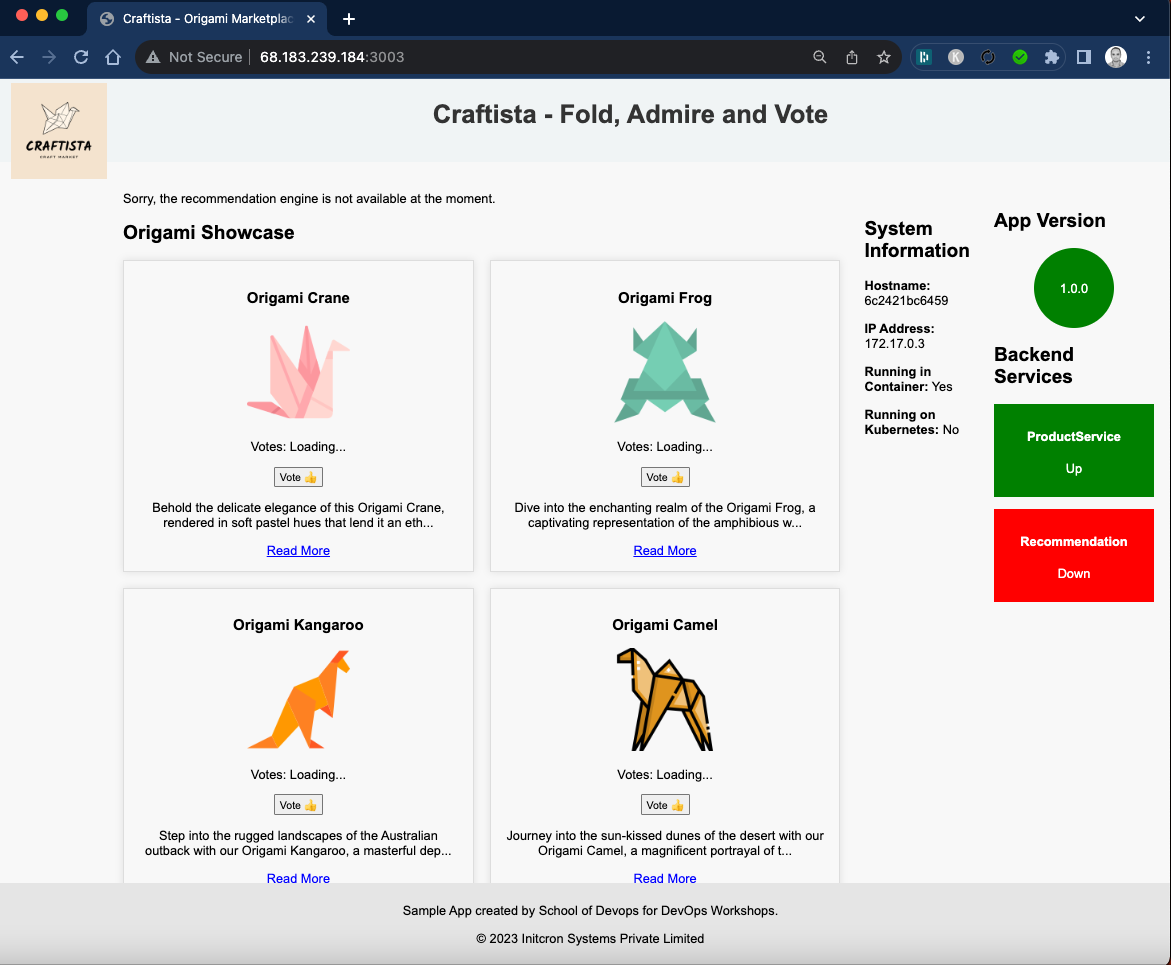 Craftista - Origami Marketplac
Not Secure
68.183.239.184:3003
K
CRAFTISTA
CRAFT MARKET
Craftista - Fold, Admire and Vote
Sorry, the recommendation engine is not available at the moment.
Origami Showcase
Origami Crane
Votes: Loading...
Vote 👍
Behold the delicate elegance of this Origami Crane,
rendered in soft pastel hues that lend it an eth...
Read More
Origami Frog
Votes: Loading...
Vote 👍
Dive into the enchanting realm of the Origami Frog, a
captivating representation of the amphibious w...
Read More
Origami Kangaroo
Votes: Loading...
Vote 👍
Step into the rugged landscapes of the Australian
outback with our Origami Kangaroo, a masterful dep...
Read More
Origami Camel
Votes: Loading...
Vote 👍
Journey into the sun-kissed dunes of the desert with our
Origami Camel, a magnificent portrayal of t...
Read More
System
Information
Hostname:
6c2421bc6459
IP Address:
172.17.0.3
Running in
Container: Yes
Running on
Kubernetes: No
App Version
1.0.0
Backend
Services
ProductService
Up
Recommendation
Down
Sample App created by School of Devops for DevOps Workshops.
© 2023 Initcron Systems Private Limited